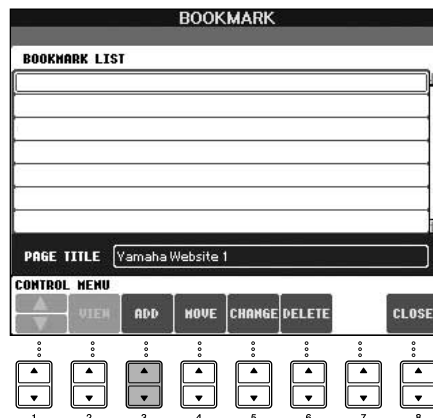 BOOKMARK
BOOKMARK LIST
PAGE TITLE Yamaha Website 1
CONTROL MENU
VIEW ADD MOVE CHANGE DELETE CLOSE
1 2 3 4 5 6 7 8